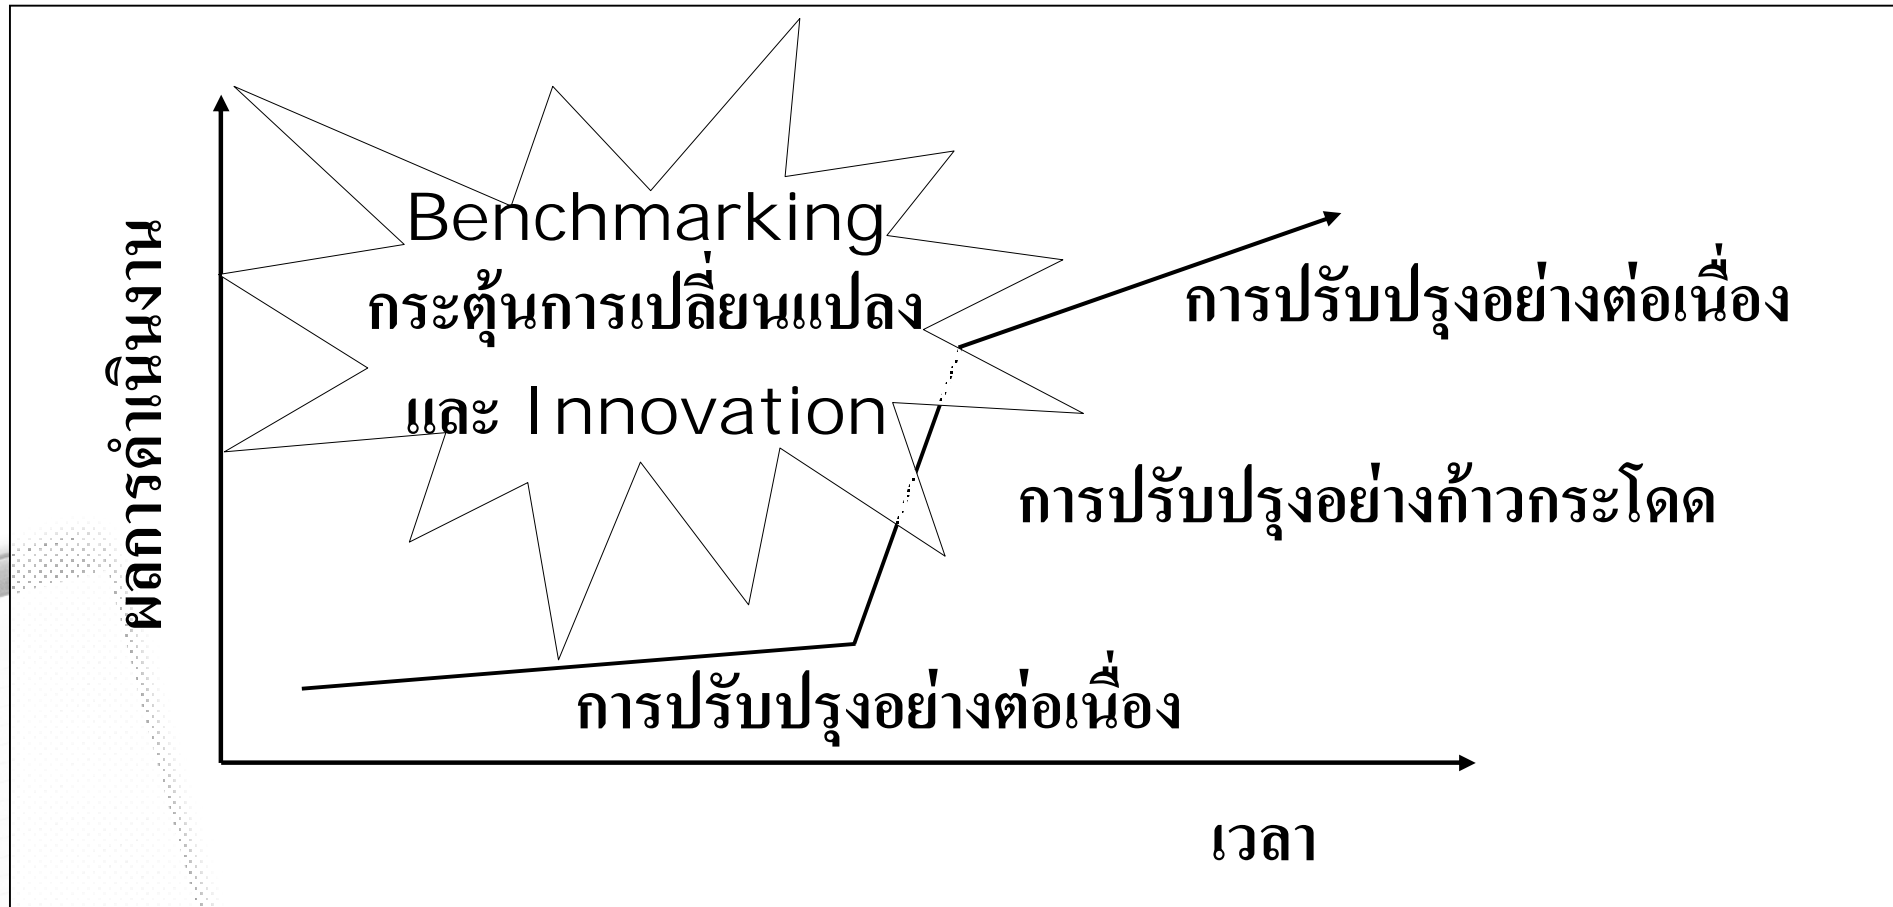 Benchmarking
กระตุ้นการเปลี่ยนแปลง
และ Innovation
ผลการดำเนินงาน
การปรับปรุงอย่างต่อเนื่อง
การปรับปรุงอย่างก้าวกระโดด
การปรับปรุงอย่างต่อเนื่อง
เวลา